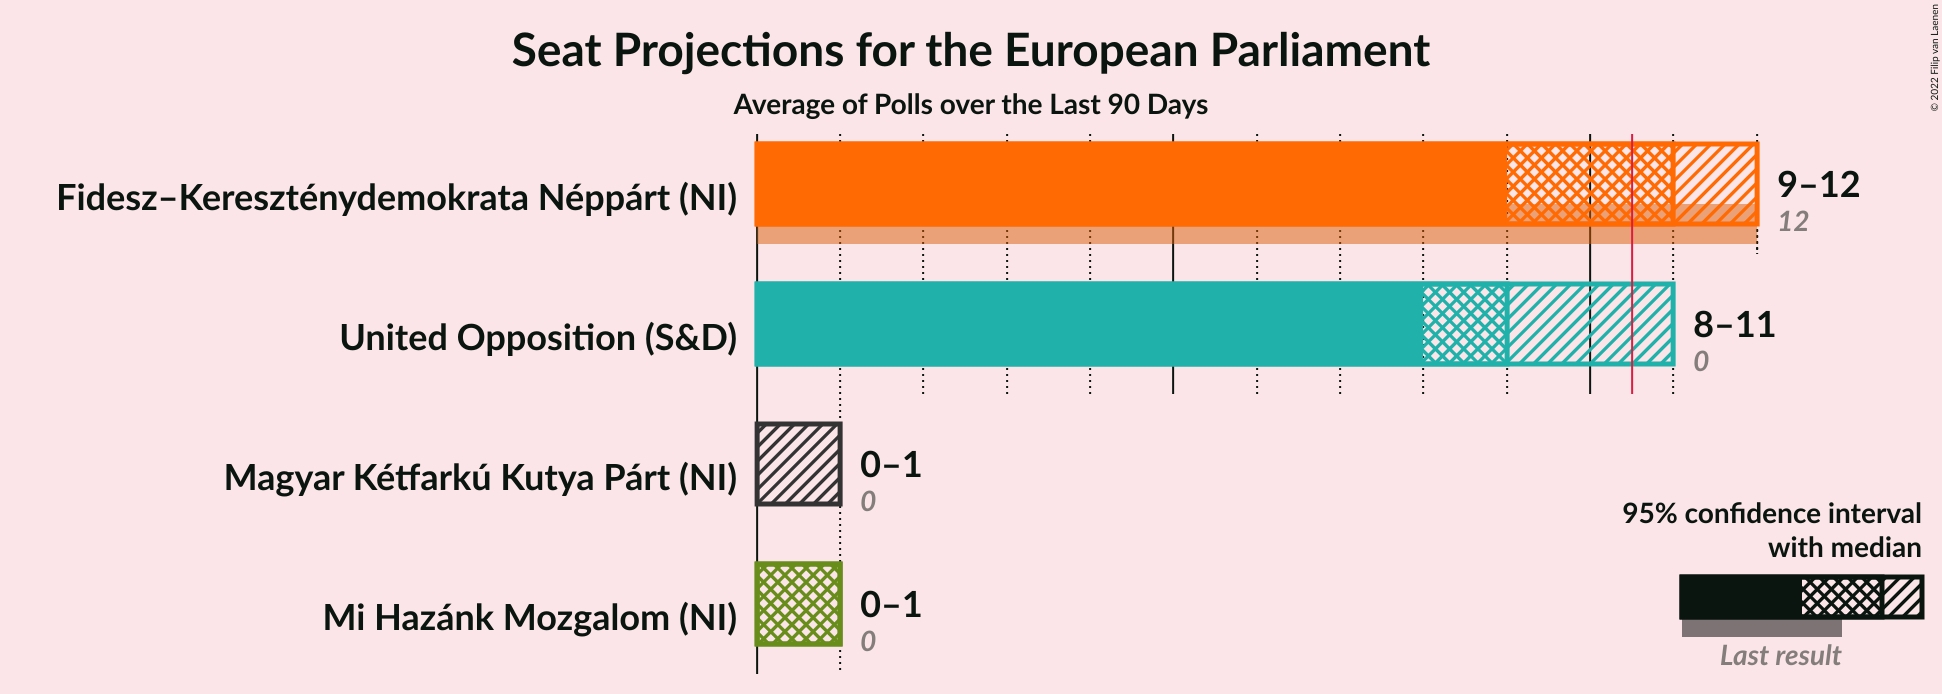 Seat Projections for the European Parliament
Average of Polls over the Last 90 Days
© 2022 Filip van Laenen
Fidesz–Kereszténydemokrata Néppárt (NI)
9–12
12
United Opposition (S&D)
8–11
0
Magyar Kétfarkú Kutya Párt (NI)
0–1
0
Mi Hazánk Mozgalom (NI)
0–1
0
95% confidence interval
with median
Last result